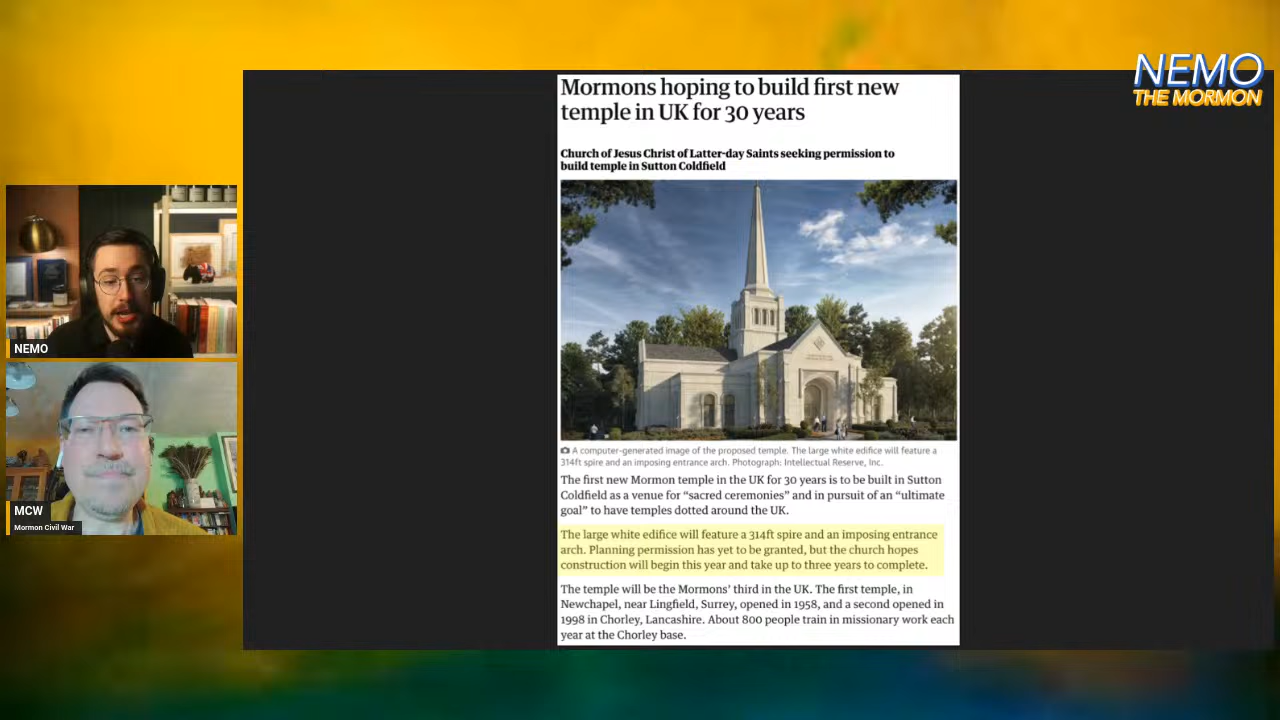 NEMO
THE MORMON
Mormons hoping to build first new
temple in UK for 30 years
Church of Jesus Christ of Latter-day Saints seeking permission to
build temple in Sutton Coldfield
A computer-generated image of the proposed temple. The large white edifice will feature a
314ft spire and an imposing entrance arch. Photograph: Intellectual Reserve, Inc.
The first new Mormon temple in the UK for 30 years is to be built in Sutton
Coldfield as a venue for “sacred ceremonies” and in pursuit of an “ultimate
goal” to have temples dotted around the UK.
The large white edifice will feature a 314ft spire and an imposing entrance
arch. Planning permission has yet to be granted, but the church hopes
construction will begin this year and take up to three years to complete.
The temple will be the Mormons’ third in the UK. The first temple, in
Newchapel, near Lingfield, Surrey, opened in 1958, and a second opened in
1998 in Chorley, Lancashire. About 800 people train in missionary work each
year at the Chorley base.
NEMO
MCW
Mormon Civil War